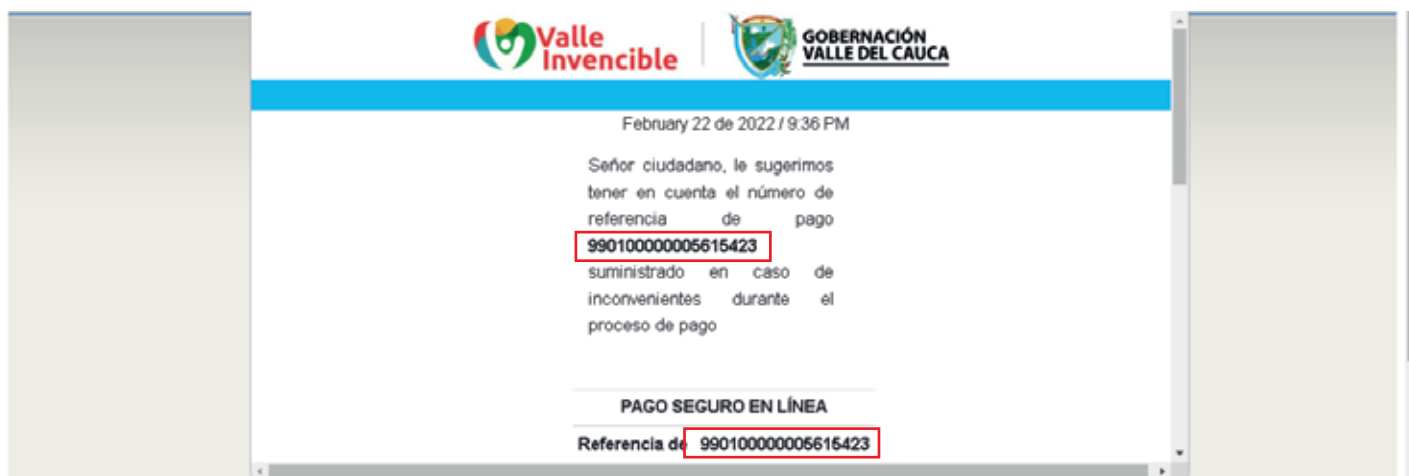 Valle
Invencible
GOBERNACIÓN
VALLE DEL CAUCA
February 22 de 2022 / 9:36 PM
Señor ciudadano, le sugerimos
tener en cuenta el número de
referencia de pago
990100000005615423
suministrado en caso de
inconvenientes durante el
proceso de pago
PAGO SEGURO EN LÍNEA
Referencia de 990100000005615423